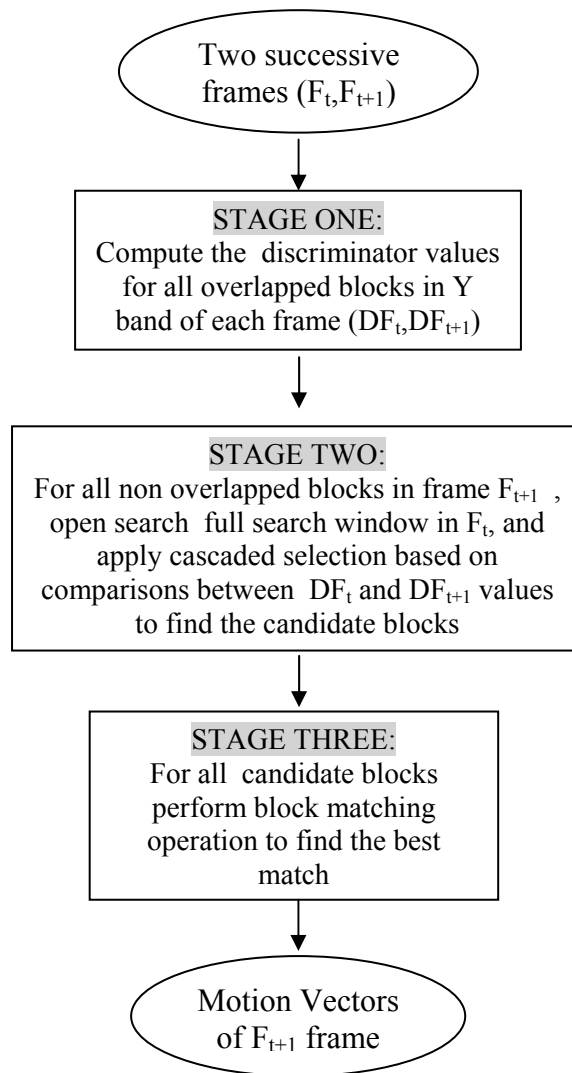 Two successive
frames (Fₜ,Fₜ₊₁)
STAGE ONE:
Compute the discriminator values
for all overlapped blocks in Y
band of each frame (DFₜ,DFₜ₊₁)
STAGE TWO:
For all non overlapped blocks in frame Fₜ₊₁ ,
open search full search window in Fₜ, and
apply cascaded selection based on
comparisons between DFₜ and DFₜ₊₁ values
to find the candidate blocks
STAGE THREE:
For all candidate blocks
perform block matching
operation to find the best
match
Motion Vectors
of Fₜ₊₁ frame